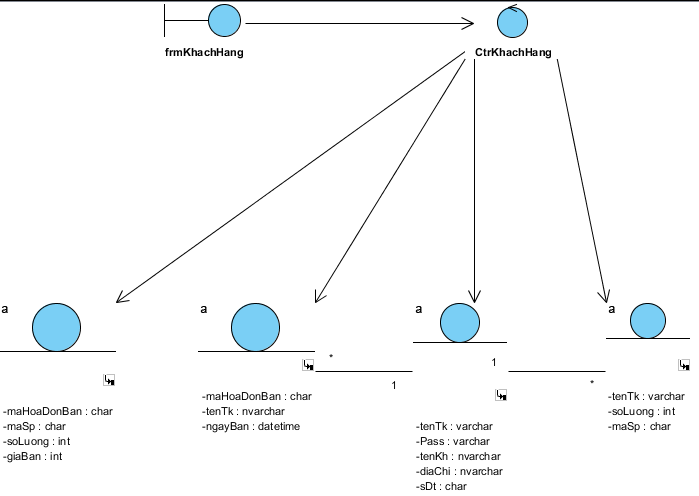 frmKhachHang
CtrKhachHang
a
a
a
a
*
1
1
*
-maHoaDonBan : char
-maSp : char
-soLuong : int
-giaBan : int
-maHoaDonBan : char
-tenTk : nvarchar
-ngayBan : datetime
-tenTk : varchar
-Pass : varchar
-tenKh : nvarchar
-diaChi : nvarchar
-sDt : char
-tenTk : varchar
-soLuong : int
-maSp : char